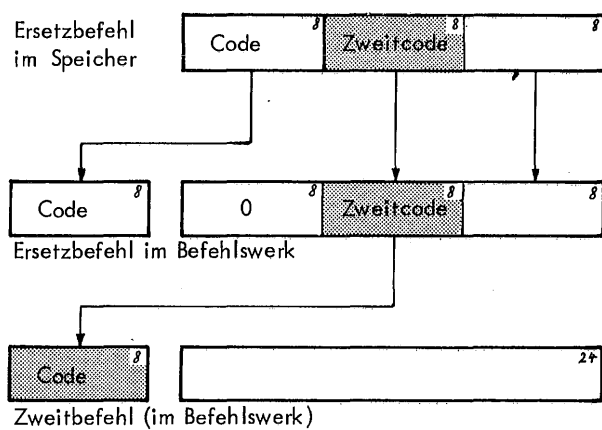 Ersetzbefehl
im Speicher
Code 8 Zweitcode 8 8
Code 8 0 8 Zweitcode 8 8
Ersetzbefehl im Befehlswerk
Code 8 24
Zweitbefehl (im Befehlswerk)